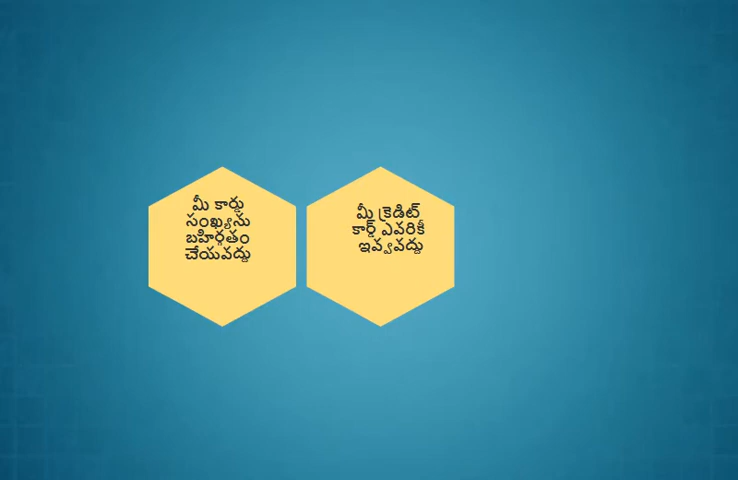 మీ కార్డు
సంఖ్యను
బహిర్గతం
చేయవద్దు
మీ క్రెడిట్
కార్డ్ ఎవరికీ
ఇవ్వవద్దు